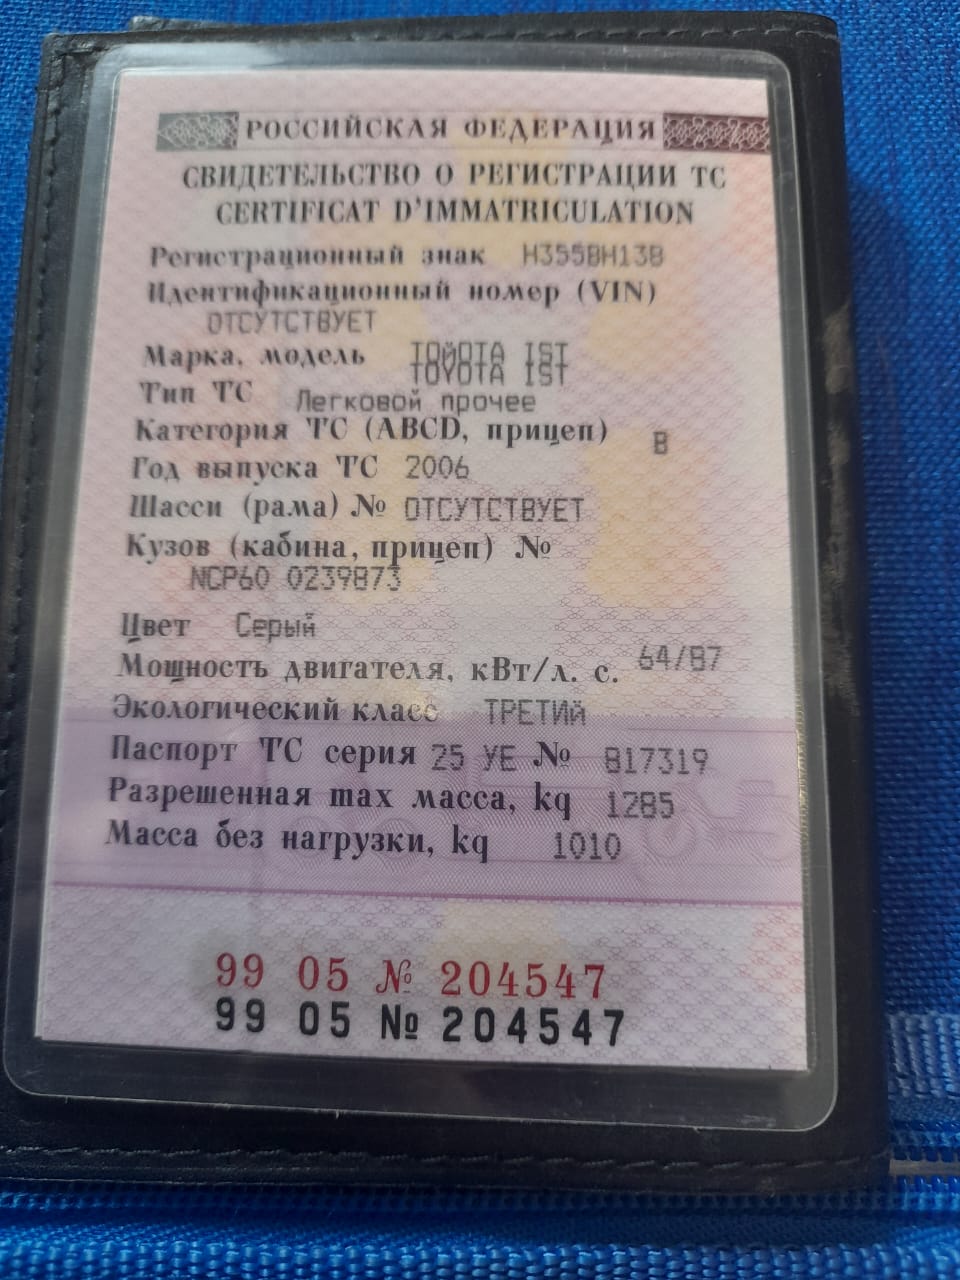 РОССИЙСКАЯ ФЕДЕРАЦИЯ
СВИДЕТЕЛЬСТВО О РЕГИСТРАЦИИ ТС
CERTIFICAT D'IMMATRICULATION
Регистрационный знак Н355ВН138
Идентификационный номер (VIN)
ОТСУТСТВУЕТ
Марка, модель ТОЙОТА IST
TOYOTA IST
Тип ТС Легковой прочее
Категория ТС (ABCD, прицеп) В
Год выпуска ТС 2006
Шасси (рама) № ОТСУТСТВУЕТ
Кузов (кабина, прицеп) №
NCP60 0239873
Цвет Серый
Мощность двигателя, кВт/л. с. 64/87
Экологический класс ТРЕТИЙ
Паспорт ТС серия 25 УЕ № 817319
Разрешенная max масса, kg 1285
Масса без нагрузки, kg 1010
99 05 № 204547
99 05 № 204547